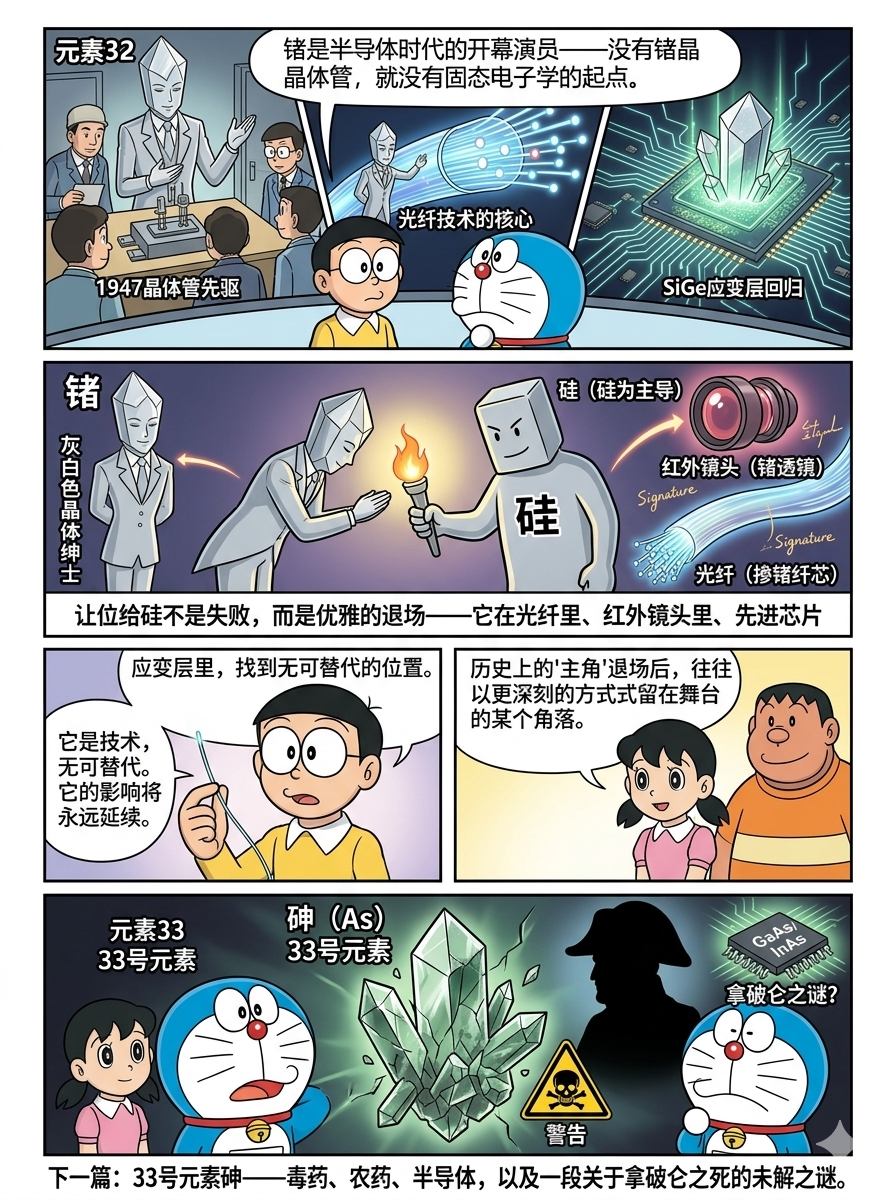 元素32
锗是半导体时代的开幕演员——没有锗晶
晶体管，就没有固态电子学的起点。
光纤技术的核心
1947晶体管先驱
SiGe应变层回归
锗
灰白色晶体绅士
硅
硅（硅为主导）
红外镜头（锗透镜）
Signature
Signature
光纤（掺锗纤芯）
让位给硅不是失败，而是优雅的退场——它在光纤里、红外镜头里、先进芯片
应变层里，找到无可替代的位置。
它是技术，
无可替代。
它的影响将
永远延续。
历史上的'主角'退场后，往往
以更深刻的方式式留在舞台
的某个角落。
元素33
33号元素
砷（As）
33号元素
GaAs/
InAs
拿破仑之谜?
警告
下一篇：33号元素砷——毒药、农药、半导体，以及一段关于拿破仑之死的未解之谜。